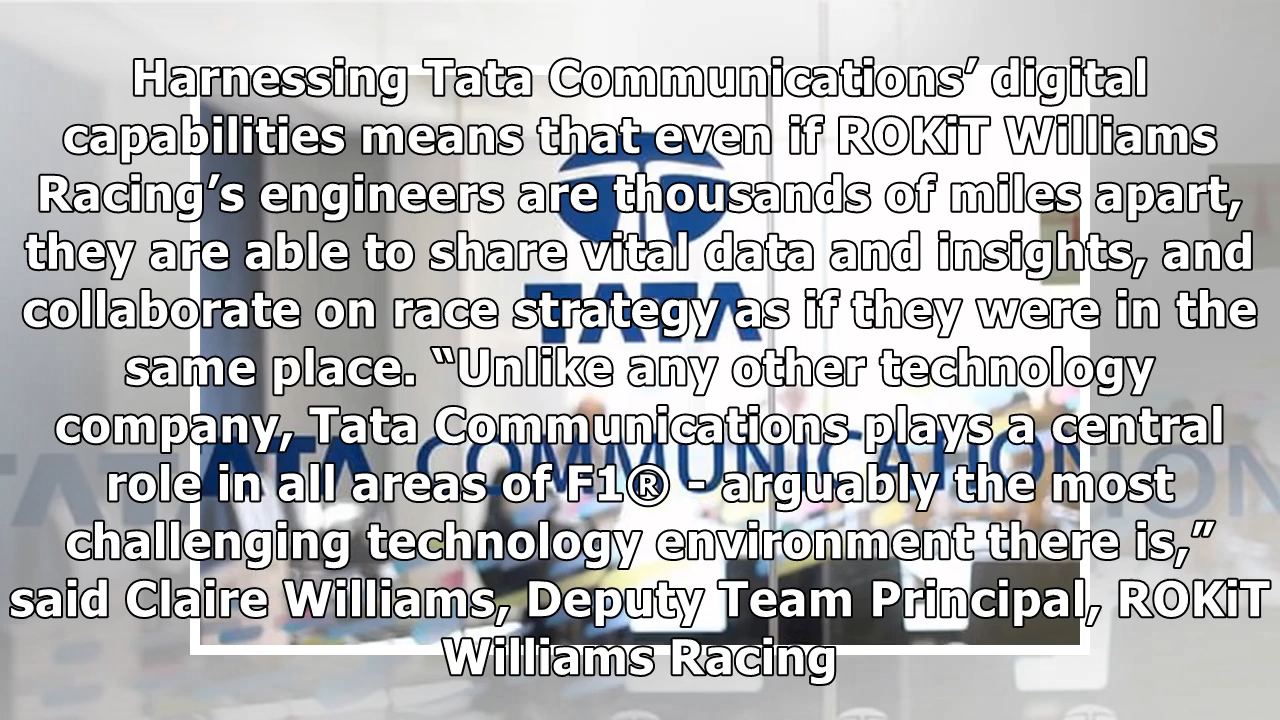 Harnessing Tata Communications’ digital
capabilities means that even if ROKiT Williams
Racing’s engineers are thousands of miles apart,
they are able to share vital data and insights, and
collaborate on race strategy as if they were in the
same place. “Unlike any other technology
company, Tata Communications plays a central
role in all areas of F1® - arguably the most
challenging technology environment there is,”
said Claire Williams, Deputy Team Principal, ROKiT
Williams Racing
TATA
TATA COMMUNICATIONS